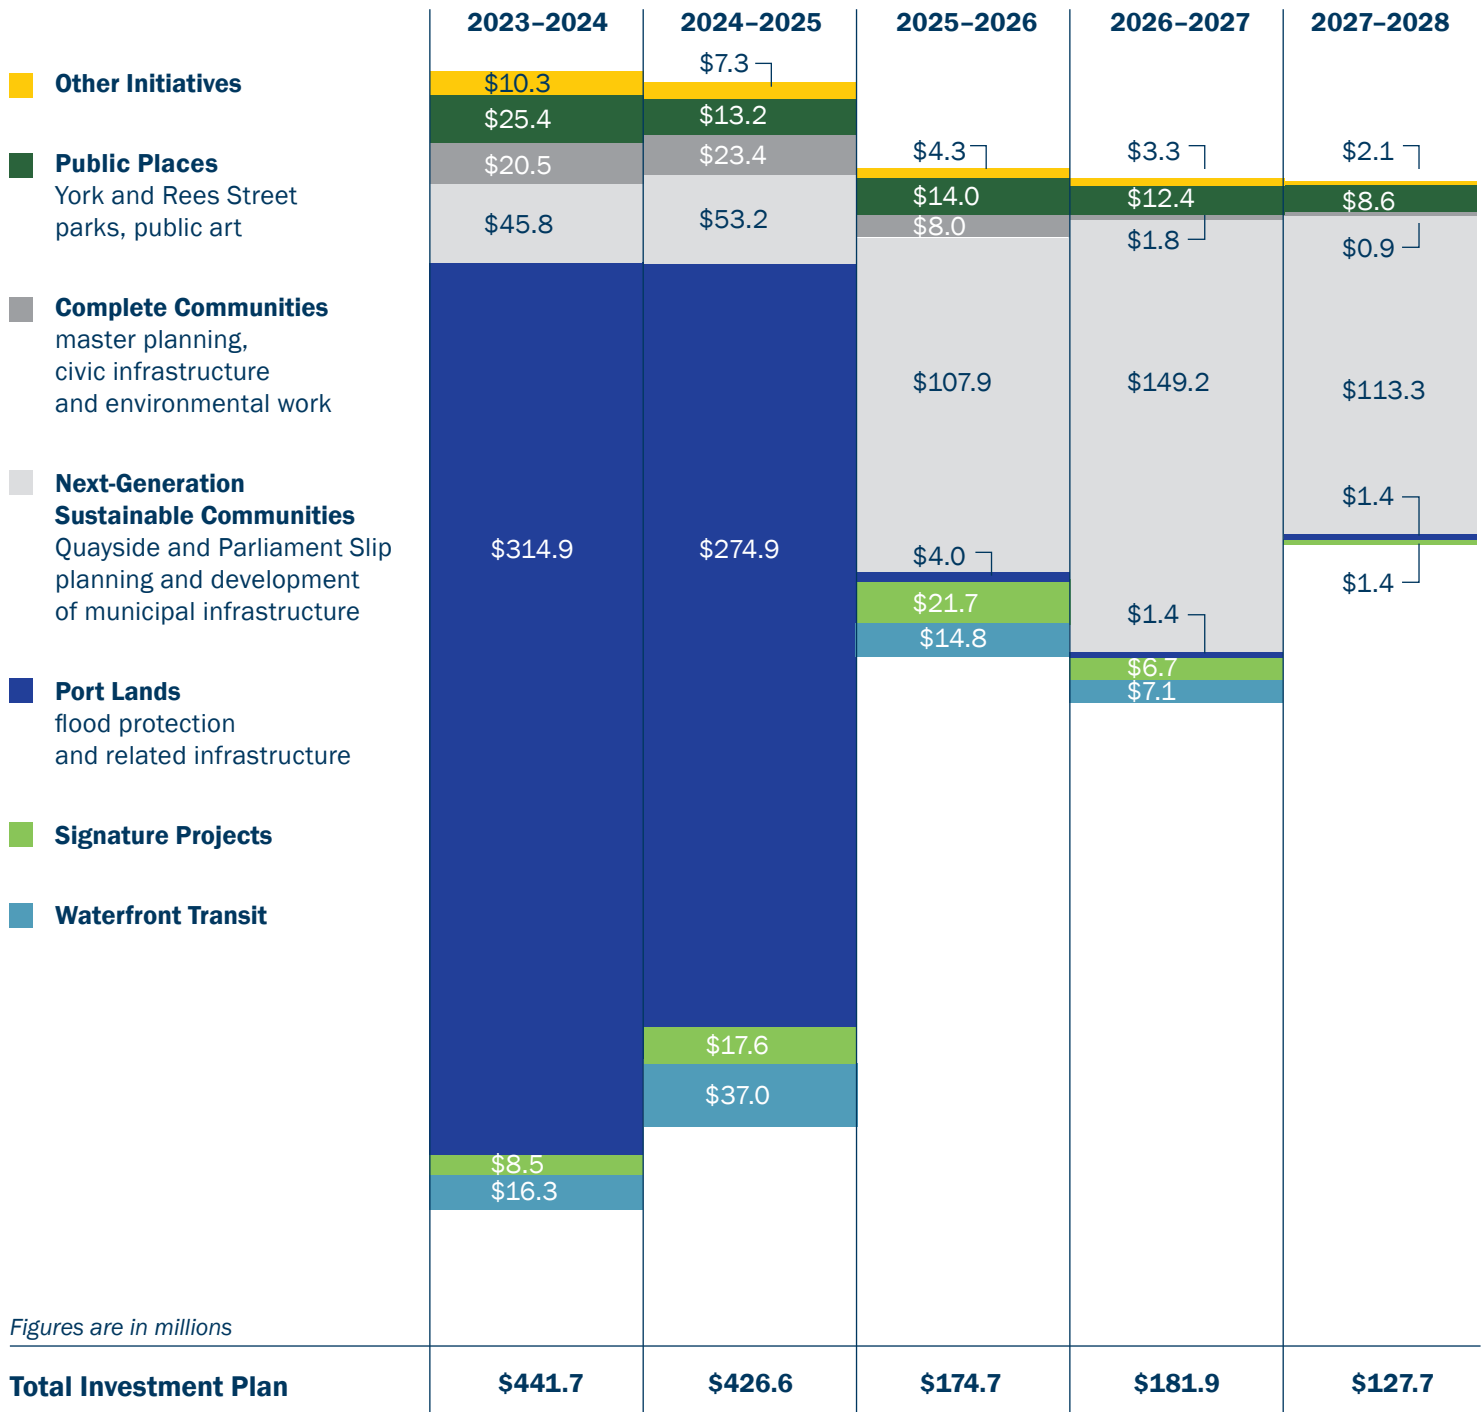 2023–2024 2024–2025 2025–2026 2026–2027 2027–2028
Other Initiatives
$10.3 $7.3 $4.3 $3.3 $2.1
Public Places
York and Rees Street
parks, public art
$25.4 $13.2 $14.0 $12.4 $8.6
Complete Communities
master planning,
civic infrastructure
and environmental work
$20.5 $23.4 $8.0 $1.8 $0.9
Next-Generation
Sustainable Communities
Quayside and Parliament Slip
planning and development
of municipal infrastructure
$45.8 $53.2 $107.9 $149.2 $113.3
Port Lands
flood protection
and related infrastructure
$314.9 $274.9 $4.0 $1.4 $1.4
Signature Projects
$8.5 $17.6 $21.7 $6.7 $1.4
Waterfront Transit
$16.3 $37.0 $14.8 $7.1
Figures are in millions
Total Investment Plan $441.7 $426.6 $174.7 $181.9 $127.7